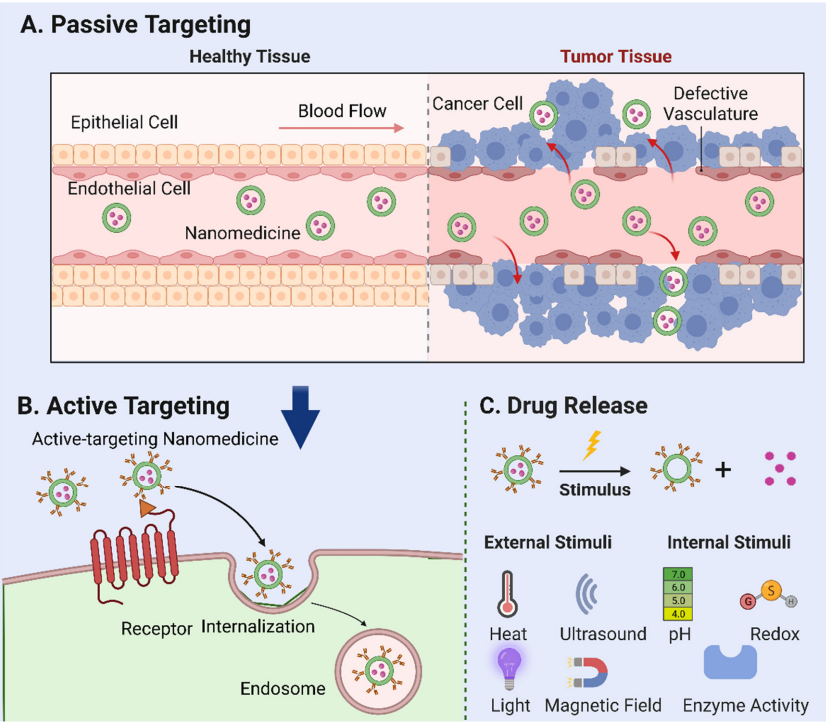 A. Passive Targeting
Healthy Tissue
Tumor Tissue
Epithelial Cell
Blood Flow
Cancer Cell
Defective
Vasculature
Endothelial Cell
Nanomedicine
B. Active Targeting
Active-targeting Nanomedicine
Receptor
Internalization
Endosome
C. Drug Release
Stimulus
+
External Stimuli
Internal Stimuli
7.0
6.0
5.0
4.0
G
S
H
Heat
Ultrasound
pH
Redox
Light
Magnetic Field
Enzyme Activity